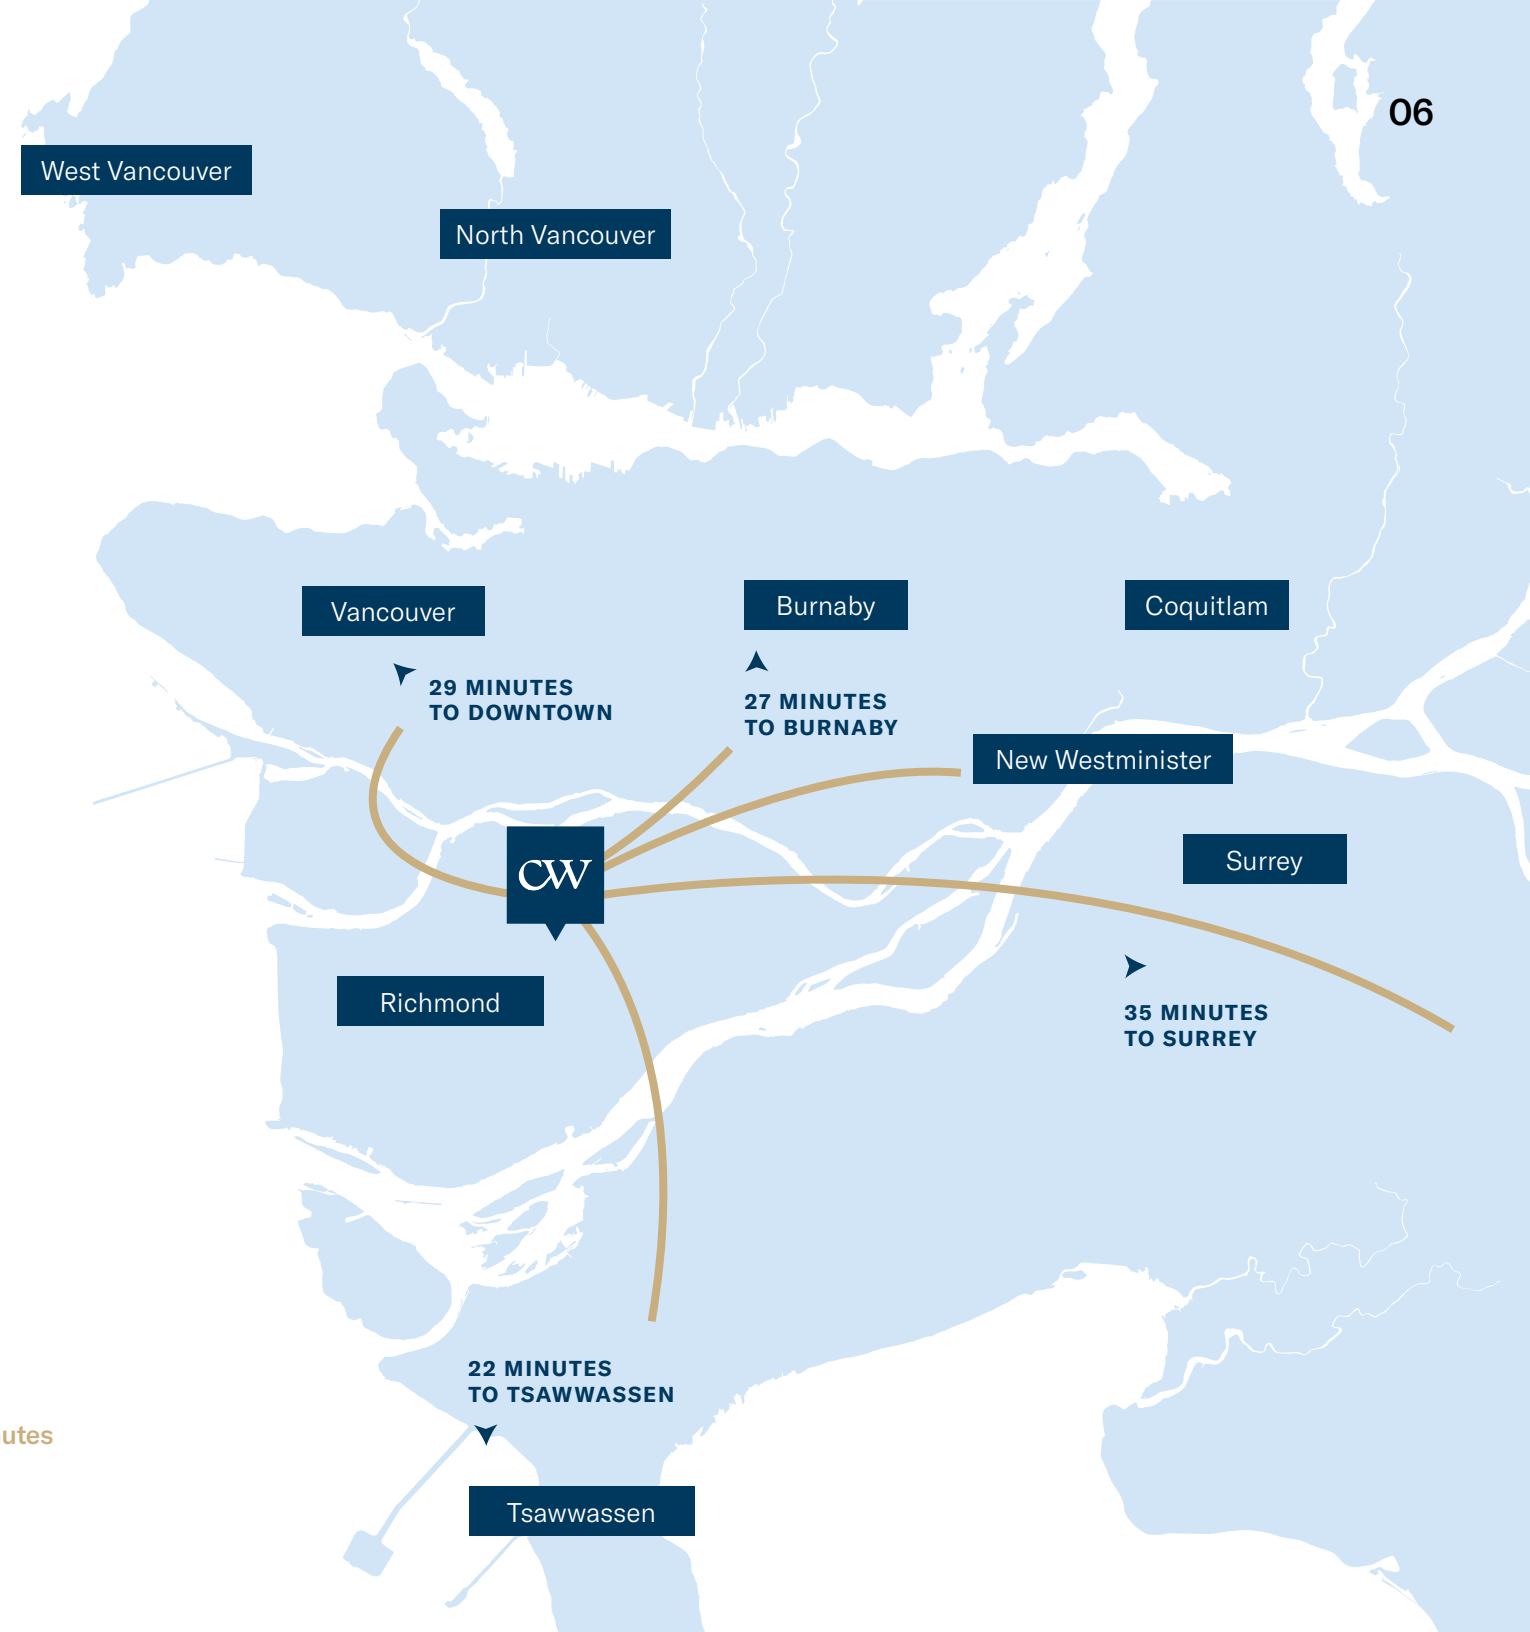 06
West Vancouver
North Vancouver
Vancouver
Burnaby
Coquitlam
29 MINUTES
TO DOWNTOWN
27 MINUTES
TO BURNABY
New Westminister
CW
Surrey
Richmond
35 MINUTES
TO SURREY
22 MINUTES
TO TSAWWASSEN
utes
Tsawwassen